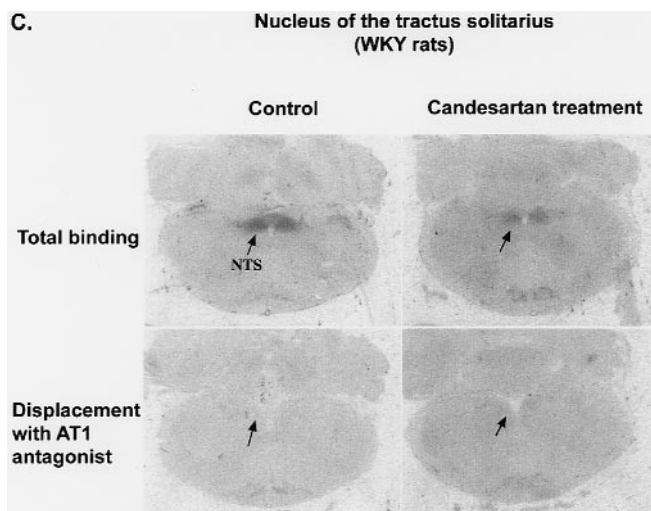 C.
Nucleus of the tractus solitarius
(WKY rats)
Control
Candesartan treatment
Total binding
NTS
Displacement
with AT1
antagonist